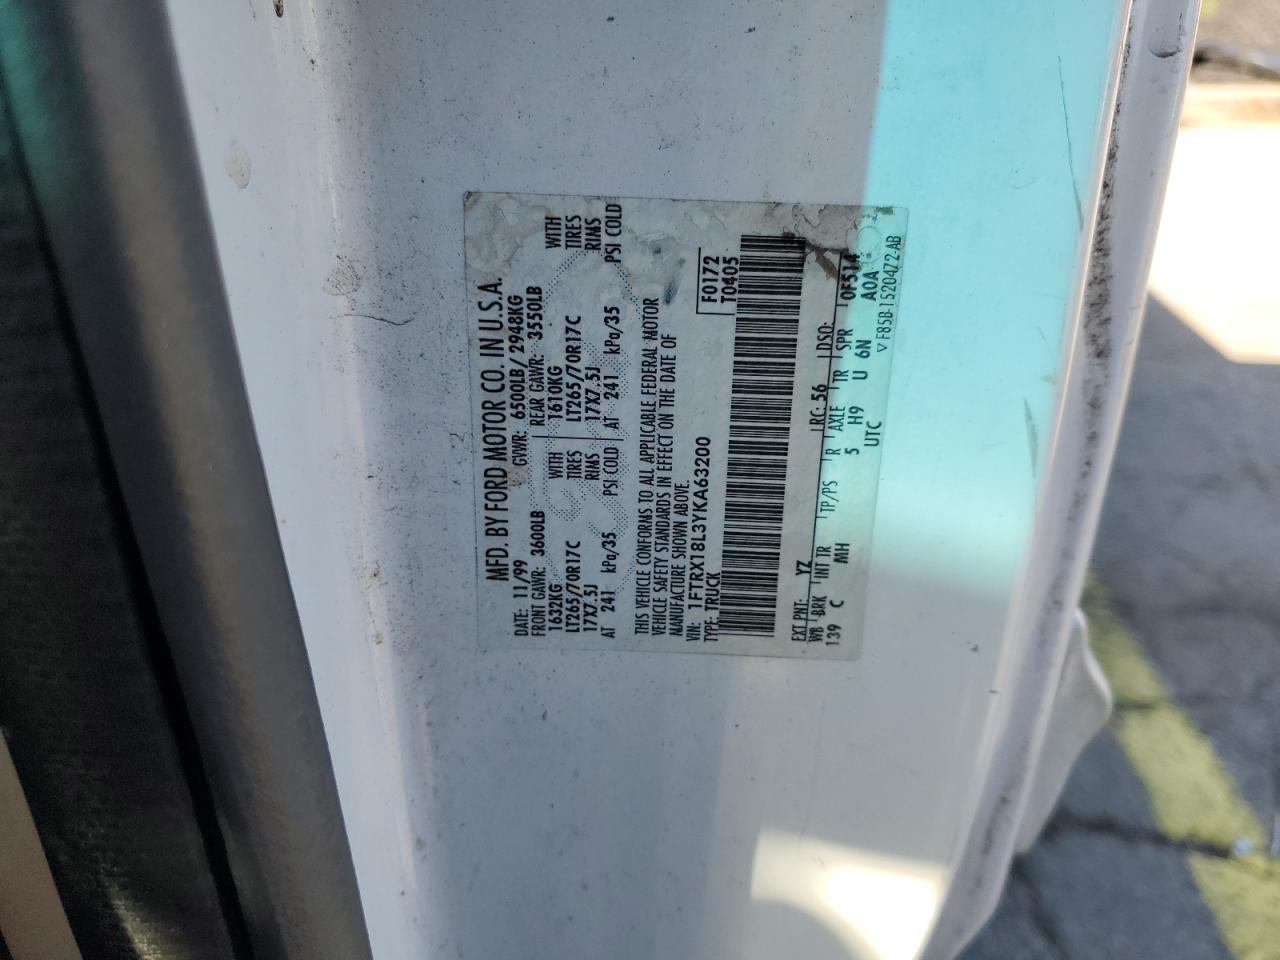 MFD. BY FORD MOTOR CO. IN U.S.A.
DATE: 11/99 GVWR: 6500LB/ 2948KG
FRONT GAWR: 3600LB REAR GAWR: 3550LB
1632KG WITH 1610KG WITH
LT265/70R17C TIRES LT265/70R17C TIRES
17X7.5J RIMS 17X7.5J RIMS
AT 241 kPa/35 PSI COLD AT 241 kPa/35 PSI COLD
THIS VEHICLE CONFORMS TO ALL APPLICABLE FEDERAL MOTOR
VEHICLE SAFETY STANDARDS IN EFFECT ON THE DATE OF
MANUFACTURE SHOWN ABOVE.
VIN: 1FTRX18L3YKA63200 F0172
TYPE: TRUCK T0405
EXT PNT: YZ RC: 56 DSO:
WB BRK INT TR TP/PS R AXLE TR SPR 0F514
139 C MH 5 H9 U 6N A0A
UTC ▽F85B-1520472-AB